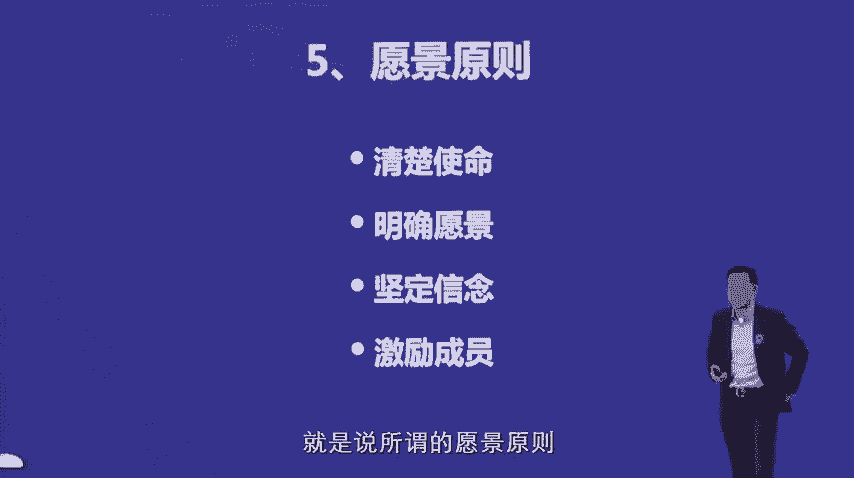 5、愿景原则
• 清楚使命
• 明确愿景
• 坚定信念
• 激励成员
就是说所谓的愿景原则